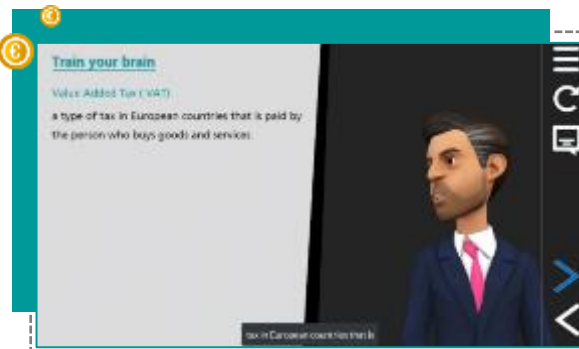 Train your brain
Value Added Tax (VAT)
a type of tax in European countries that is paid by
the person who buys goods and services.
tax in European countries that is